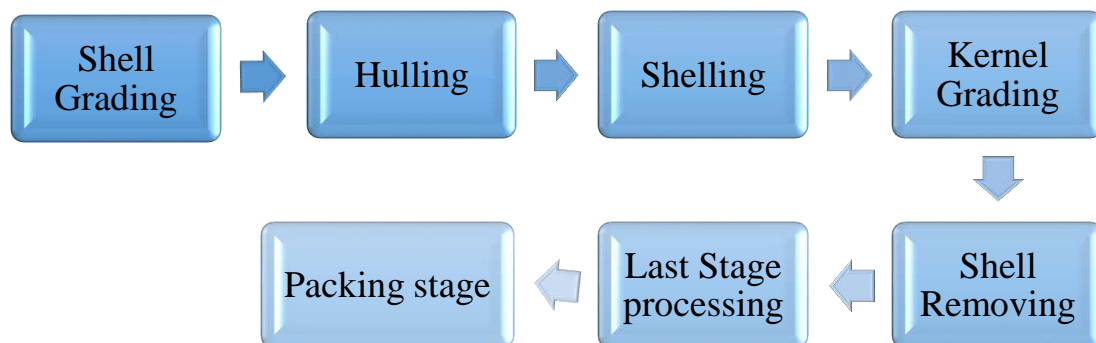 Shell
Grading
Hulling
Shelling
Kernel
Grading
Shell
Removing
Last Stage
processing
Packing stage